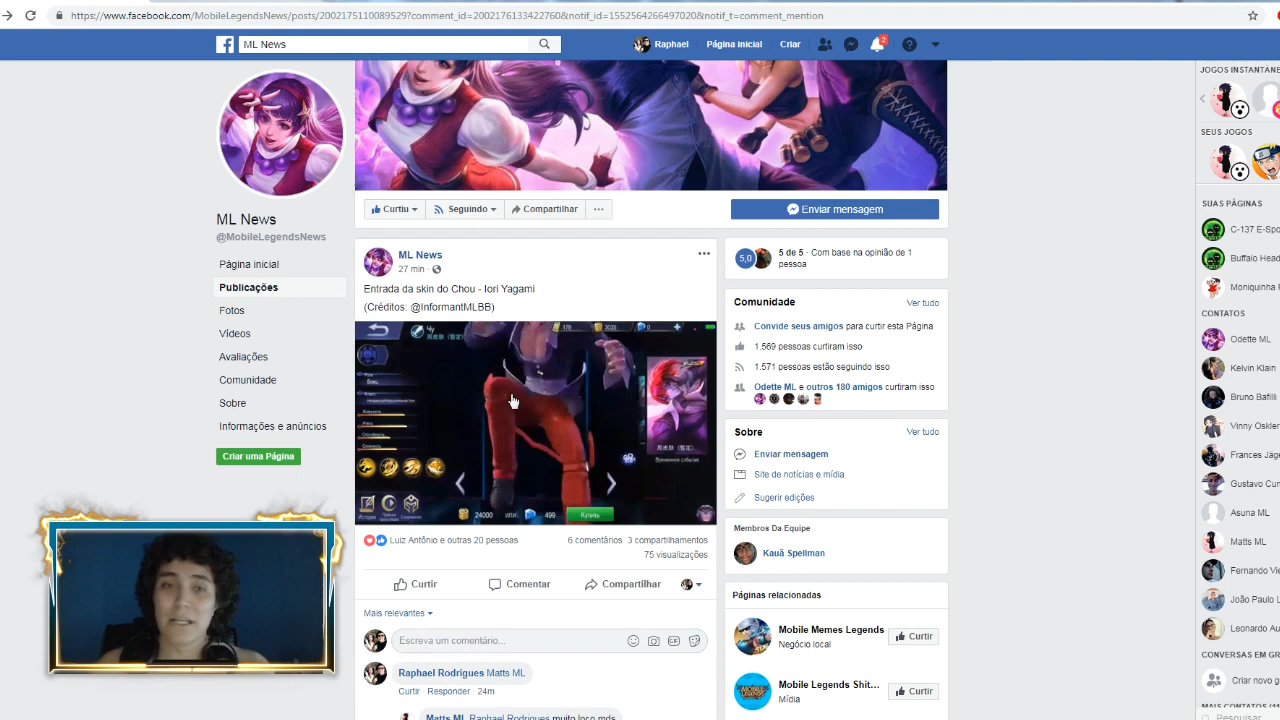 https://www.facebook.com/MobileLegendsNews/posts/2002175110089529?comment_id=2002176133422760&notif_id=1552564266497020&notif_t=comment_mention
ML News
Raphael
Página inicial
Criar
2
JOGOS INSTANTÂNE
SEUS JOGOS
SUAS PÁGINAS
C-137 E-Spo
Buffalo Head
Moniquinha F
CONTATOS
Odette ML
Kelvin Klain
Bruno Bafilli
Vinny Oskler
Frances Jäge
Gustavo Cun
Asuna ML
Matts ML
Fernando Vie
João Paulo L
Leonardo Au
CONVERSAS EM GR
Criar novo g
Pesquisar
ML News
@MobileLegendsNews
Página inicial
Publicações
Fotos
Vídeos
Avaliações
Comunidade
Sobre
Informações e anúncios
Criar uma Página
Curtiu
Seguindo
Compartilhar
Enviar mensagem
ML News
27 min
Entrada da skin do Chou - Iori Yagami
(Créditos: @InformantMLBB)
Чу
24000
или
499
Купить
Luiz Antônio e outras 20 pessoas
6 comentários 3 compartilhamentos
75 visualizações
Curtir
Comentar
Compartilhar
Mais relevantes
Escreva um comentário...
GIF
Raphael Rodrigues Matts ML
Curtir · Responder · 24m
Matts ML Raphael Rodrigues muito loco mds
5,0
5 de 5 · Com base na opinião de 1
pessoa
Comunidade
Ver tudo
Convide seus amigos para curtir esta Página
1.569 pessoas curtiram isso
1.571 pessoas estão seguindo isso
Odette ML e outros 180 amigos curtiram isso
Sobre
Ver tudo
Enviar mensagem
Site de notícias e mídia
Sugerir edições
Membros Da Equipe
Kauã Spellman
Páginas relacionadas
Mobile Memes Legends
Negócio local
Curtir
Mobile Legends Shit...
Mídia
Curtir